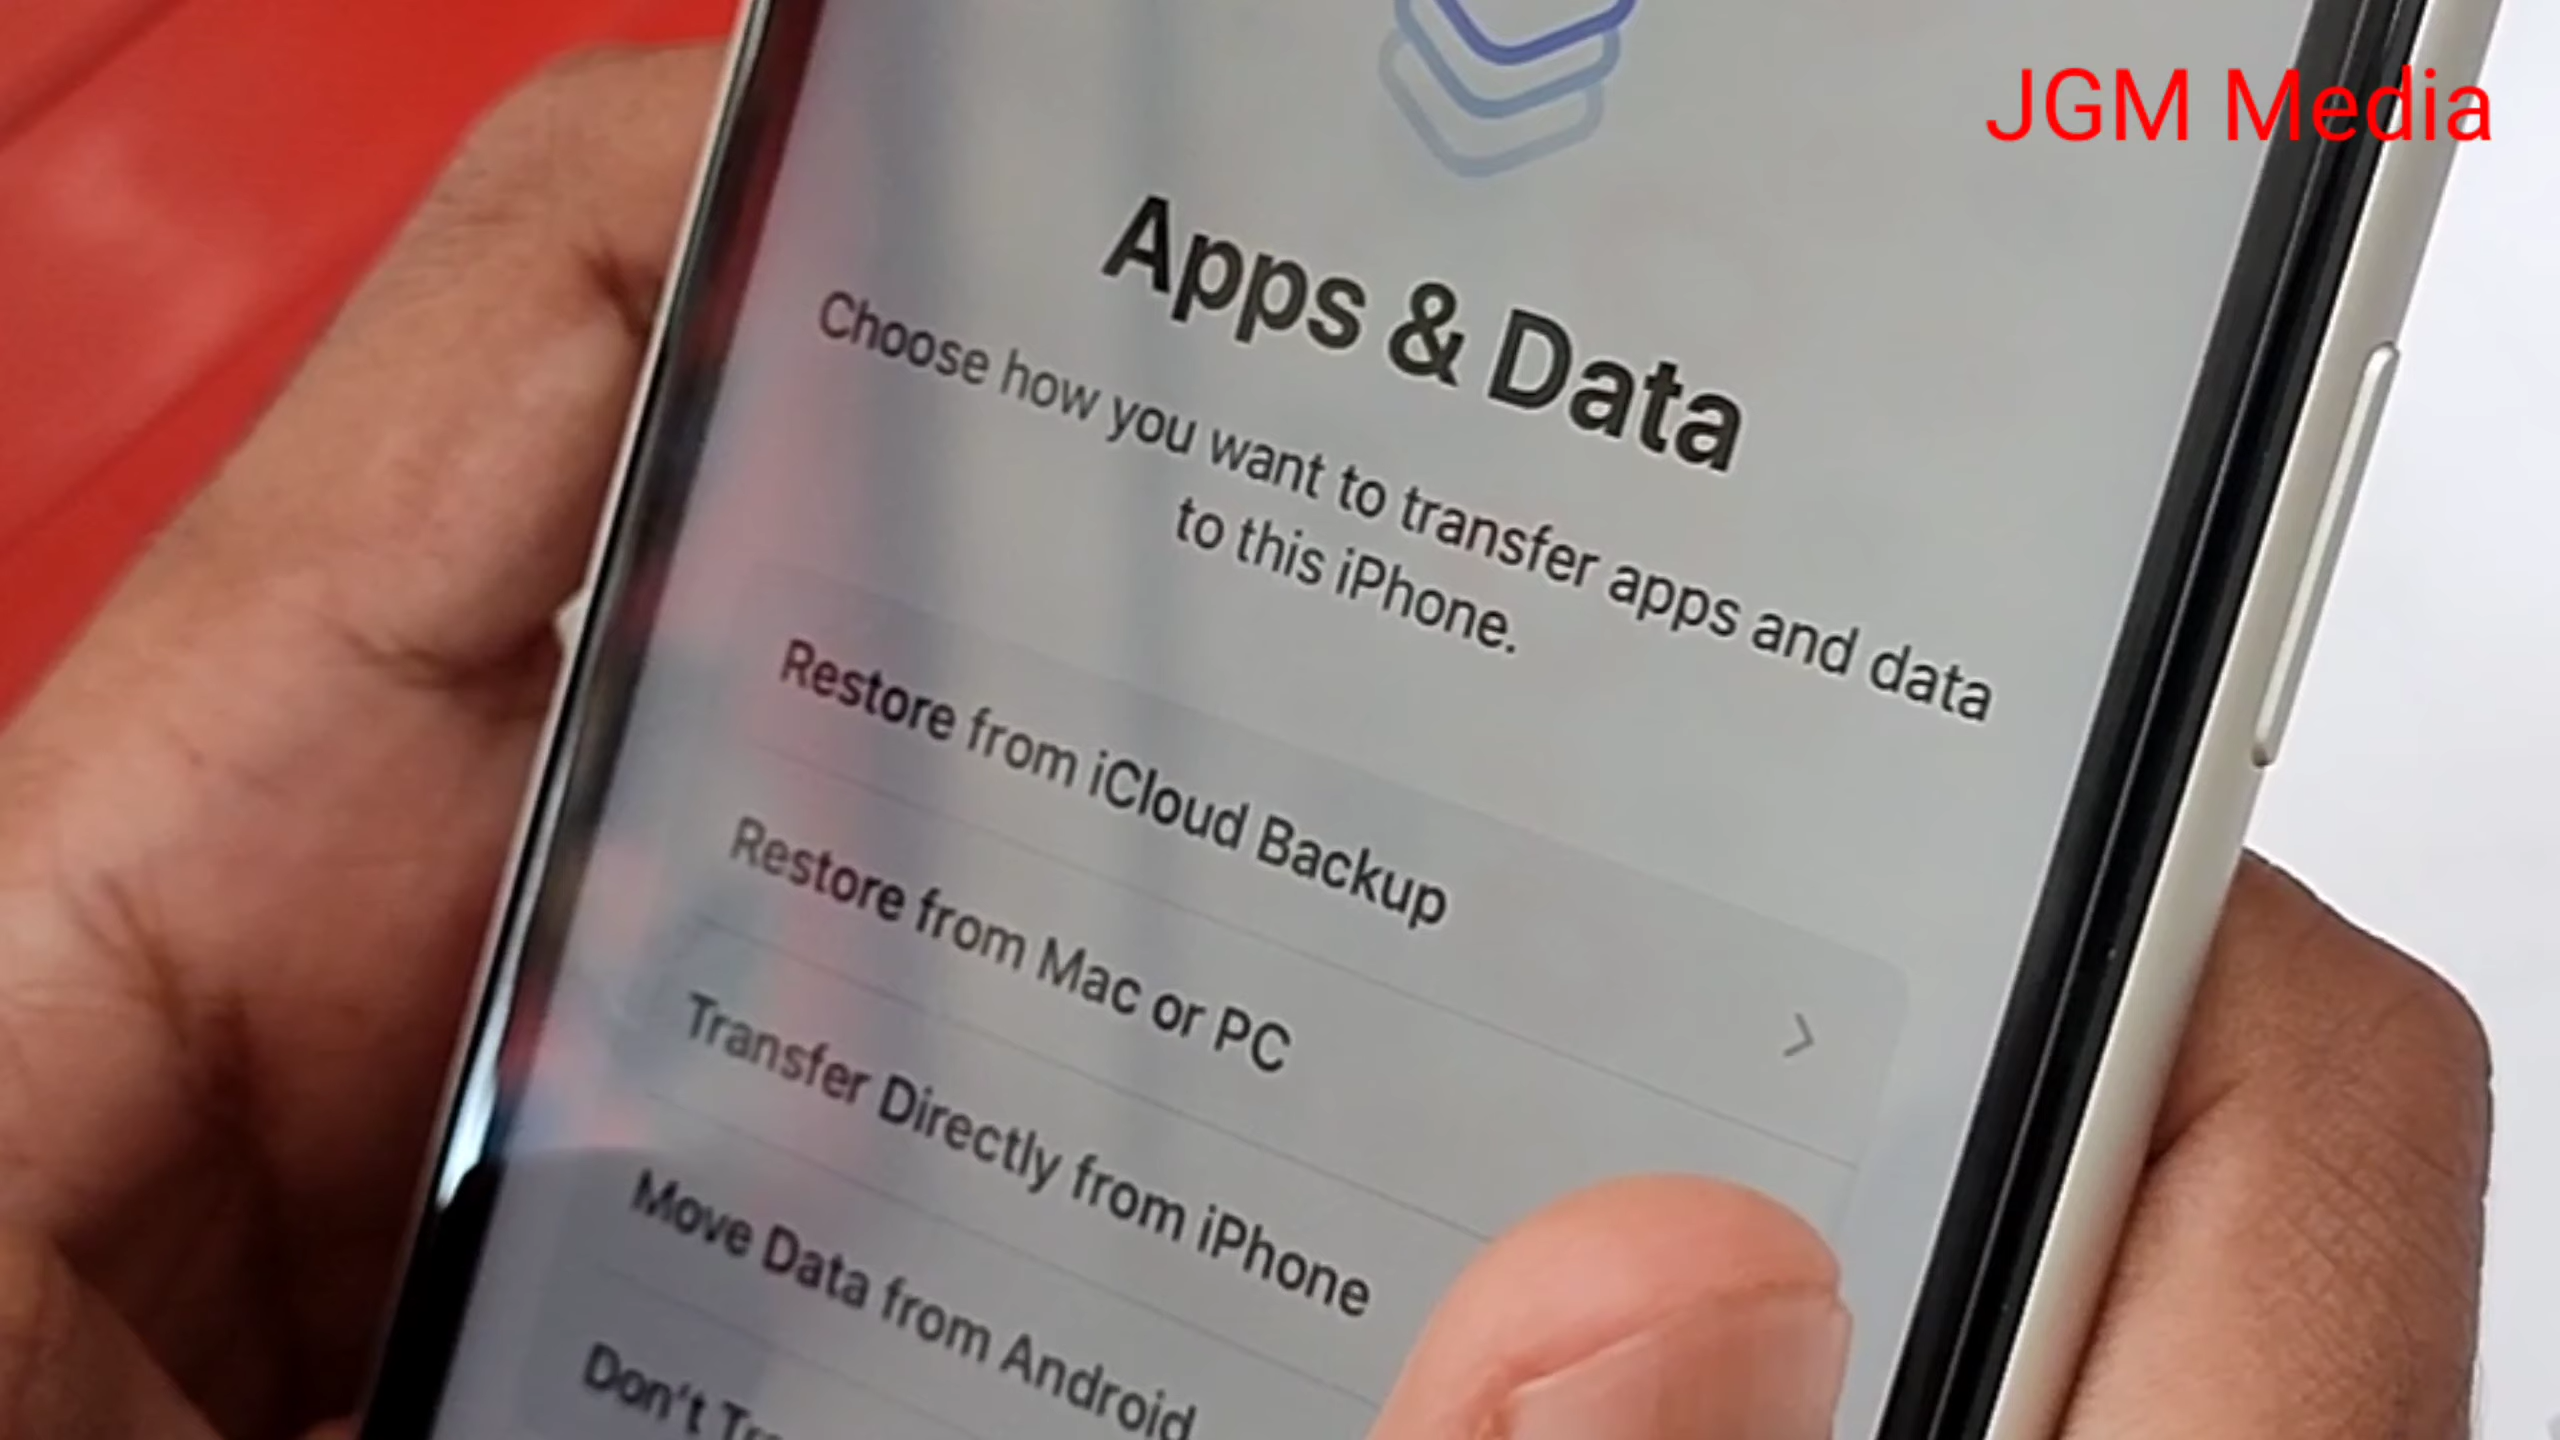 JGM Media
Apps & Data
Choose how you want to transfer apps and data
to this iPhone.
Restore from iCloud Backup
Restore from Mac or PC
Transfer Directly from iPhone
Move Data from Android
Don't